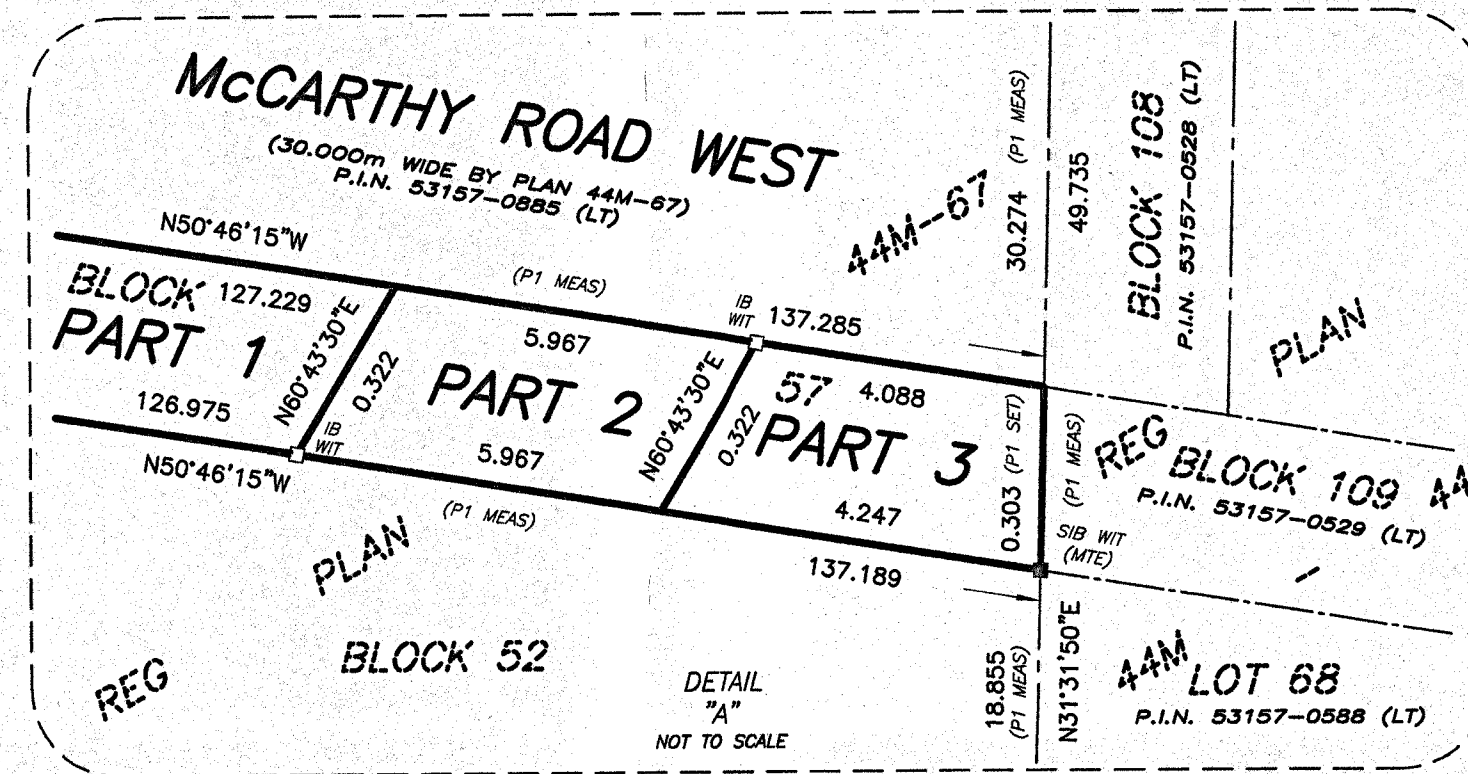 McCARTHY ROAD WEST
(30.000m WIDE BY PLAN 44M-67)
P.I.N. 53157-0885 (LT)
44M-67
30.274 (P1 MEAS)
49.735
BLOCK 108
P.I.N. 53157-0528 (LT)
PLAN
N50°46'15"W
(P1 MEAS)
BLOCK 127.229
PART 1
126.975
N60°43'30"E
0.322
IB
WIT
N50°46'15"W
5.967
PART 2
5.967
(P1 MEAS)
IB
WIT
137.285
N60°43'30"E
0.322
57 4.088
PART 3
4.247
0.303 (P1 SET)
(P1 MEAS)
137.189
REG
BLOCK 109 44
P.I.N. 53157-0529 (LT)
SIB WIT
(MTE)
PLAN
REG
BLOCK 52
DETAIL
"A"
NOT TO SCALE
18.855
(P1 MEAS)
N31°31'50"E
44M
LOT 68
P.I.N. 53157-0588 (LT)